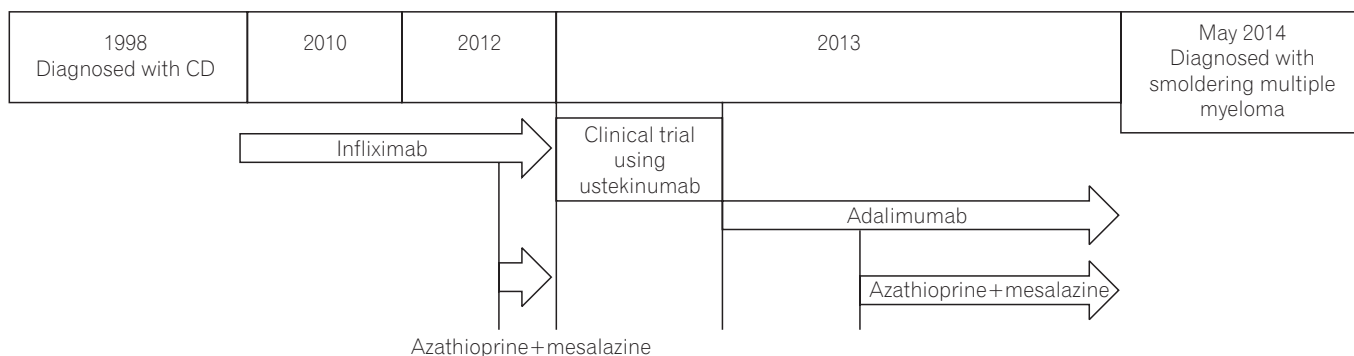 1998
Diagnosed with CD
2010
2012
2013
May 2014
Diagnosed with
smoldering multiple
myeloma
Infliximab
Clinical trial
using
ustekinumab
Adalimumab
Azathioprine+mesalazine
Azathioprine+mesalazine